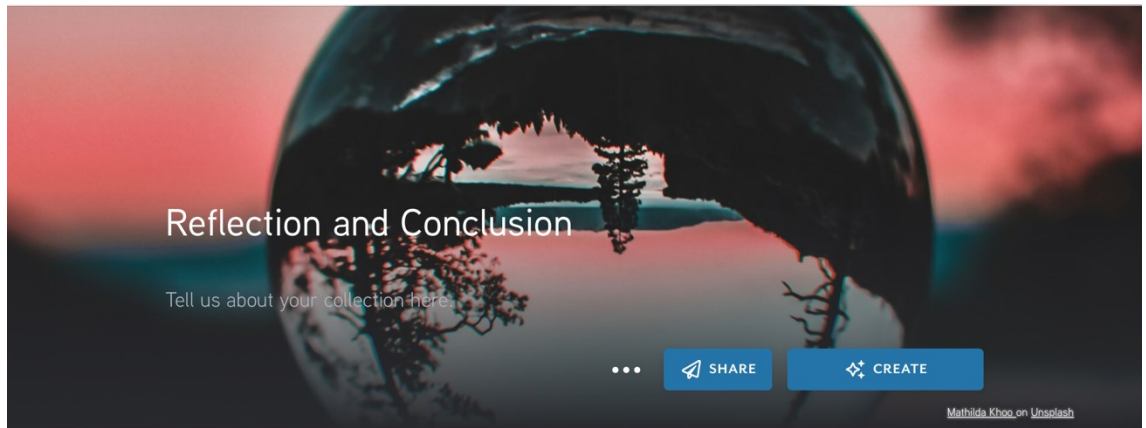 Reflection and Conclusion
Tell us about your collection here.
SHARE
CREATE
Mathilda Khoo on Unsplash